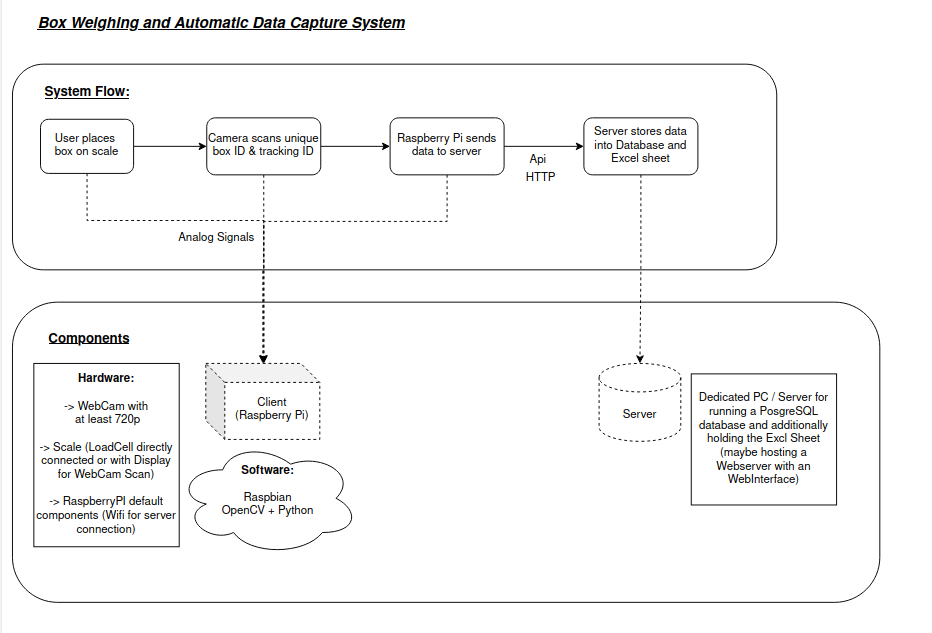 Box Weighing and Automatic Data Capture System
System Flow:
User places
box on scale
Camera scans unique
box ID & tracking ID
Raspberry Pi sends
data to server
Api
HTTP
Server stores data
into Database and
Excel sheet
Analog Signals
Components
Hardware:
-> WebCam with
at least 720p
-> Scale (LoadCell directly
connected or with Display
for WebCam Scan)
-> RaspberryPI default
components (Wifi for server
connection)
Client
(Raspberry Pi)
Software:
Raspbian
OpenCV + Python
Server
Dedicated PC / Server for
running a PosgreSQL
database and additionally
holding the Excl Sheet
(maybe hosting a
Webserver with an
WebInterface)